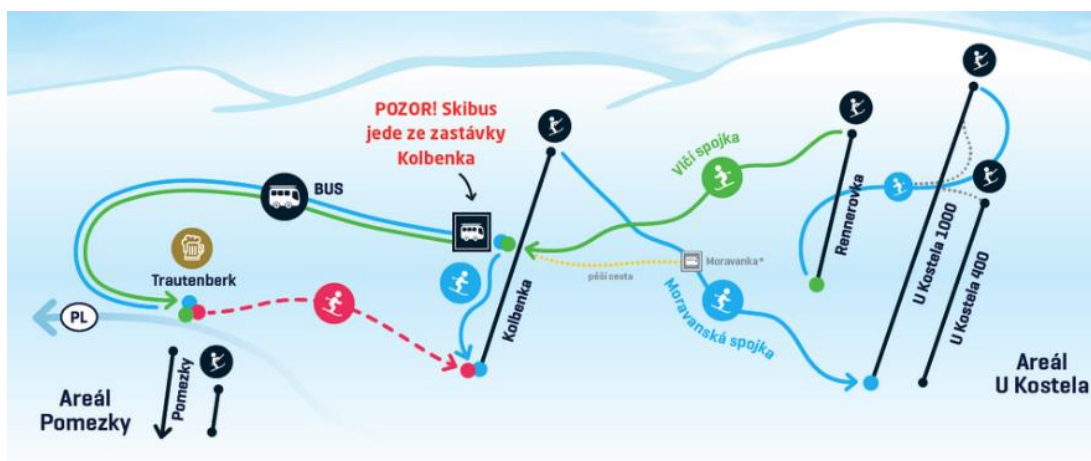 POZOR! Skibus
jede ze zastávky
Kolbenka
BUS
Trautenberk
PL
Areál
Pomezky
Pomezky
Kolbenka
pěší cesta
Moravanka*
Vlčí spojka
Moravanská spojka
Rennerovka
U Kostela 1000
U Kostela 400
Areál
U Kostela